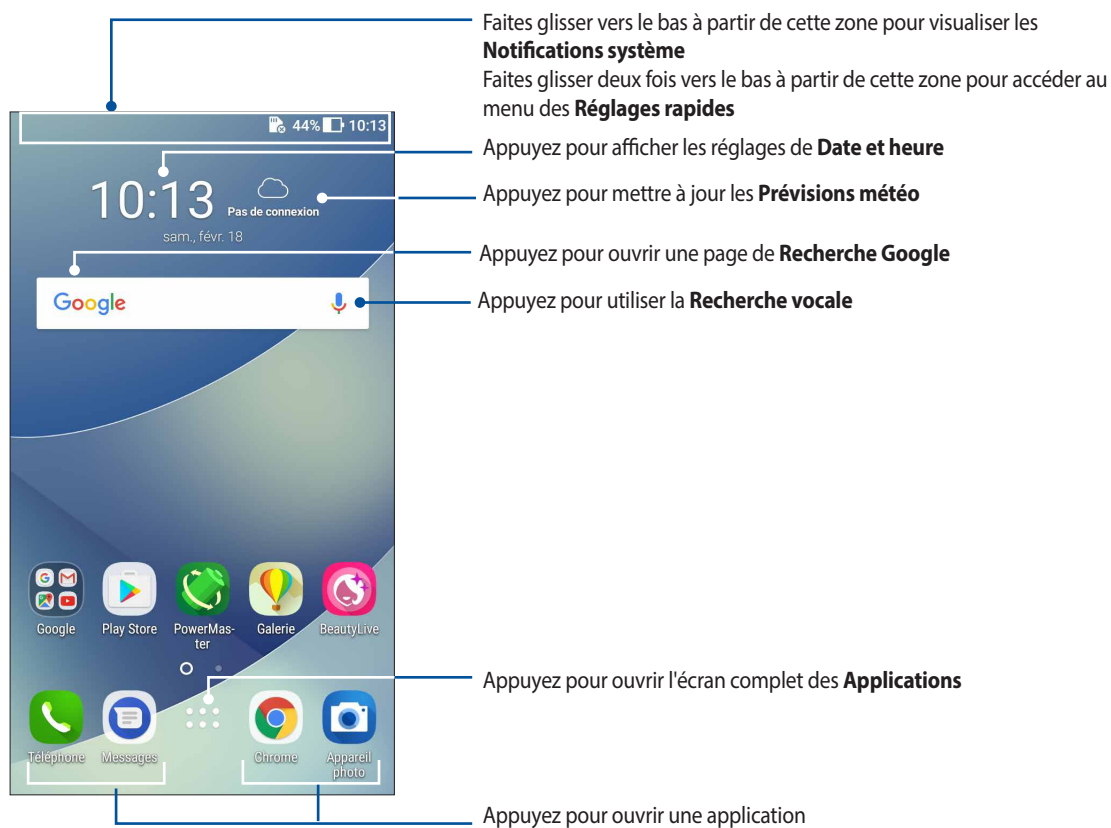 Faites glisser vers le bas à partir de cette zone pour visualiser les
Notifications système
Faites glisser deux fois vers le bas à partir de cette zone pour accéder au
menu des Réglages rapides
44% 10:13
Appuyez pour afficher les réglages de Date et heure
10:13
Pas de connexion
Appuyez pour mettre à jour les Prévisions météo
sam., févr. 18
Appuyez pour ouvrir une page de Recherche Google
Google
Appuyez pour utiliser la Recherche vocale
Google
Play Store
PowerMas-
ter
Galerie
BeautyLive
Appuyez pour ouvrir l'écran complet des Applications
Téléphone
Messages
Chrome
Appareil
photo
Appuyez pour ouvrir une application